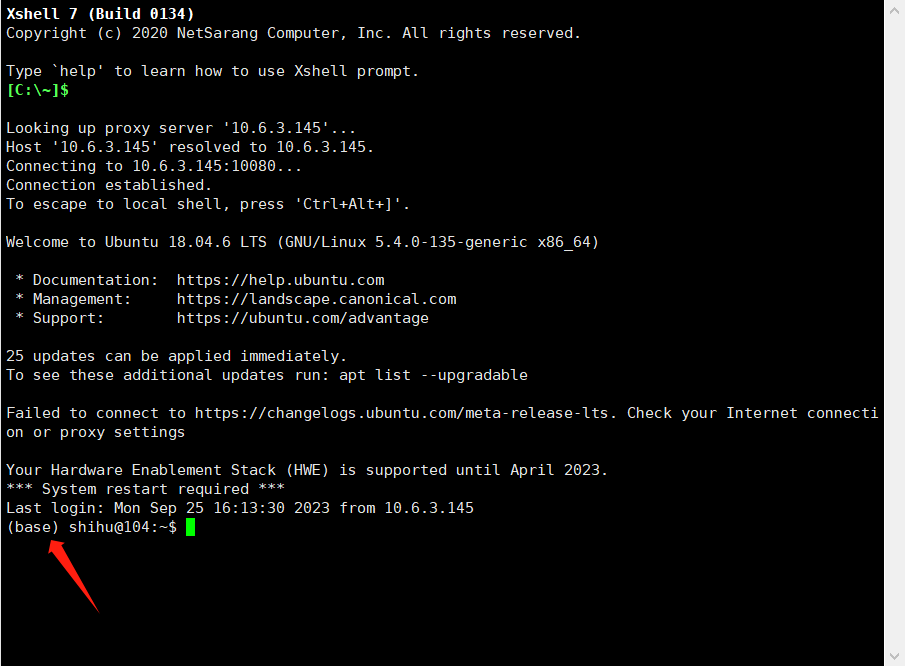 Xshell 7 (Build 0134)
Copyright (c) 2020 NetSarang Computer, Inc. All rights reserved.
Type `help' to learn how to use Xshell prompt.
[C:\~]$
Looking up proxy server '10.6.3.145'...
Host '10.6.3.145' resolved to 10.6.3.145.
Connecting to 10.6.3.145:10080...
Connection established.
To escape to local shell, press 'Ctrl+Alt+]'.
Welcome to Ubuntu 18.04.6 LTS (GNU/Linux 5.4.0-135-generic x86_64)
 * Documentation:  https://help.ubuntu.com
 * Management:     https://landscape.canonical.com
 * Support:        https://ubuntu.com/advantage
25 updates can be applied immediately.
To see these additional updates run: apt list --upgradable
Failed to connect to https://changelogs.ubuntu.com/meta-release-lts. Check your Internet connecti
on or proxy settings
Your Hardware Enablement Stack (HWE) is supported until April 2023.
*** System restart required ***
Last login: Mon Sep 25 16:13:30 2023 from 10.6.3.145
(base) shihu@104:~$